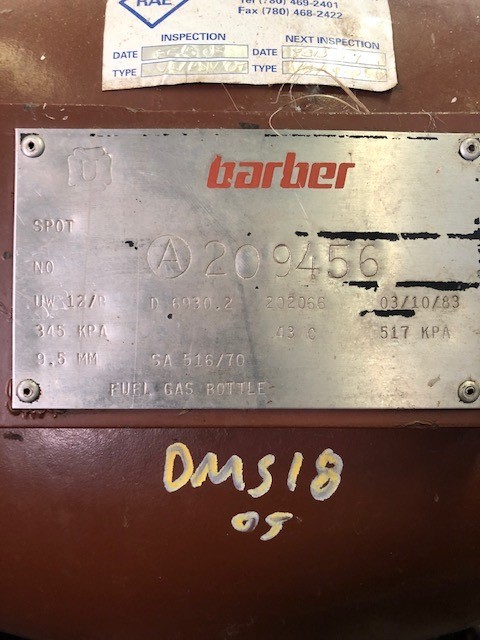 RAE
Tel (780) 469-2401
Fax (780) 468-2422
INSPECTION NEXT INSPECTION
DATE DATE
TYPE TYPE
U
barber
SPOT
NO A 209456
UW 12/B D 6930.2 292066 03/10/83
345 KPA 43 C 517 KPA
9.5 MM SA 516/70
FUEL GAS BOTTLE
DMS18
05